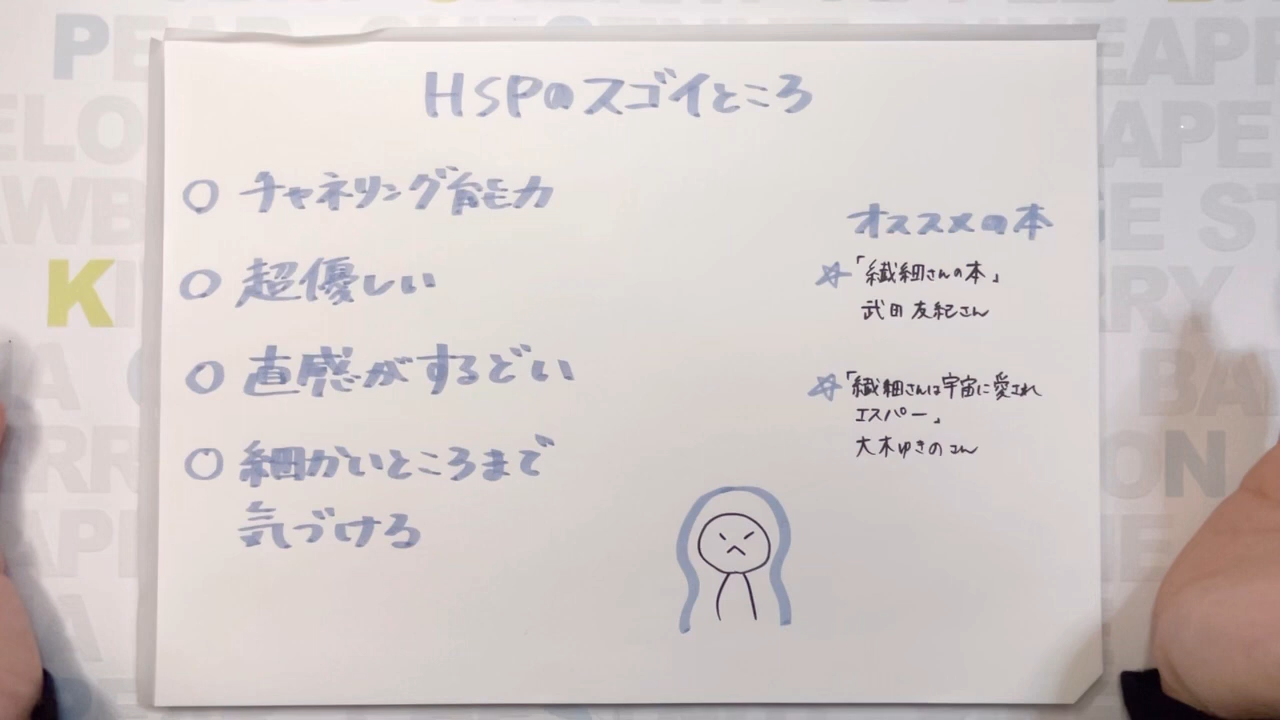 HSPのスゴイところ
○ チャネリング能力
○ 超優しい
○ 直感がするどい
○ 細かいところまで
気づける
オススメの本
☆「繊細さんの本」
武田友紀さん
☆「繊細さんは宇宙に愛され
エスパー」
大木ゆきのさん